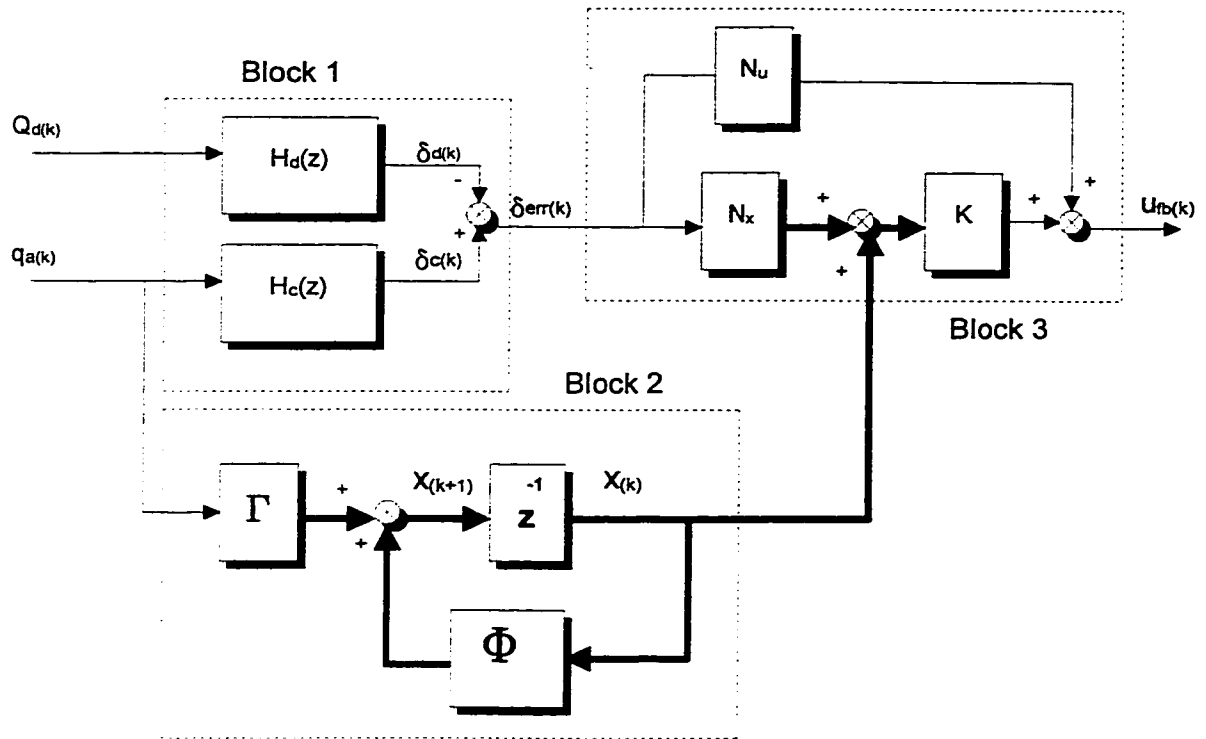 Block 1
Qd(k)
Hd(z)
δd(k)
-
qa(k)
Hc(z)
δc(k)
+
δerr(k)
Nu
Nx
+
+
K
+
+
ufb(k)
Block 3
Block 2
Γ
+
+
X(k+1)
z-1
X(k)
Φ